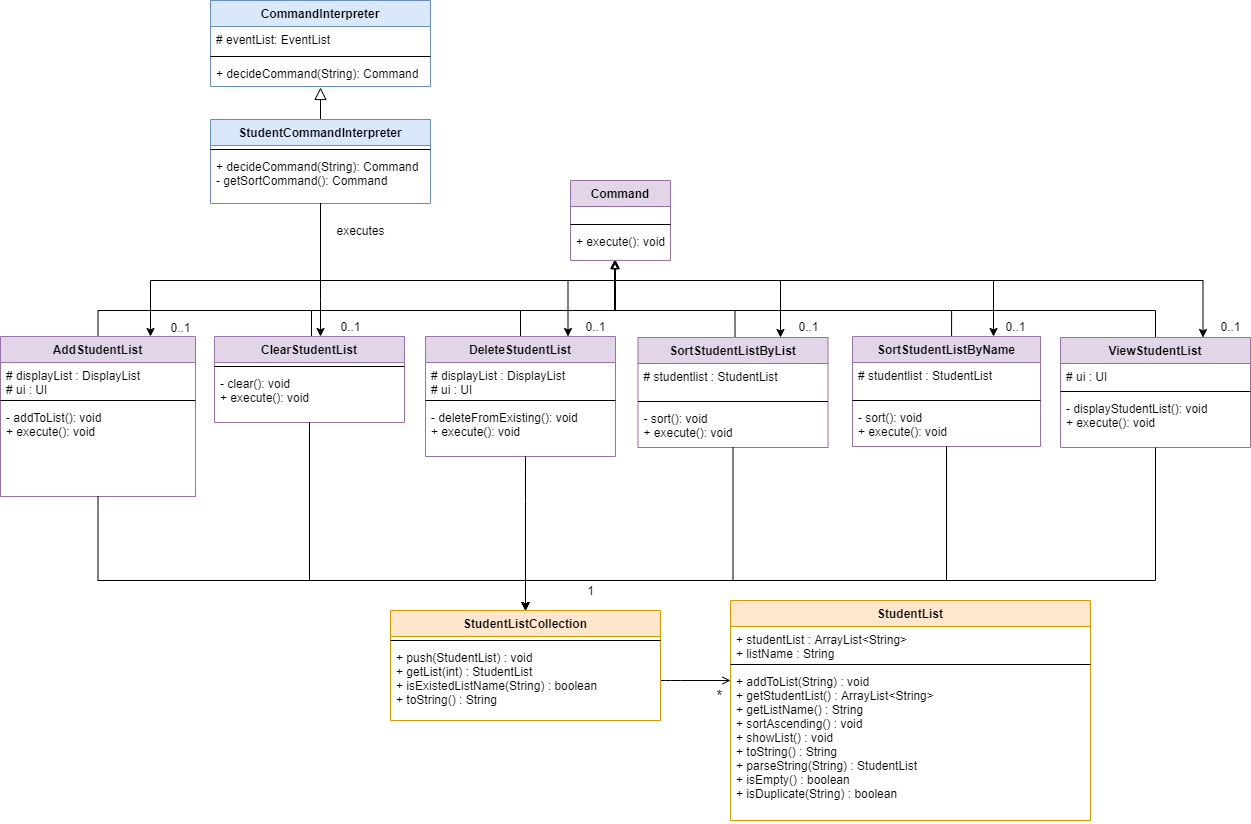 CommandInterpreter
# eventList: EventList
+ decideCommand(String): Command
StudentCommandInterpreter
+ decideCommand(String): Command
- getSortCommand(): Command
executes
Command
+ execute(): void
0..1
0..1
0..1
0..1
0..1
0..1
AddStudentList
# displayList : DisplayList
# ui : UI
- addToList(): void
+ execute(): void
ClearStudentList
- clear(): void
+ execute(): void
DeleteStudentList
# displayList : DisplayList
# ui : UI
- deleteFromExisting(): void
+ execute(): void
SortStudentListByList
# studentlist : StudentList
- sort(): void
+ execute(): void
SortStudentListByName
# studentlist : StudentList
- sort(): void
+ execute(): void
ViewStudentList
# ui : UI
- displayStudentList(): void
+ execute(): void
1
StudentListCollection
+ push(StudentList) : void
+ getList(int) : StudentList
+ isExistedListName(String) : boolean
+ toString() : String
*
StudentList
+ studentList : ArrayList<String>
+ listName : String
+ addToList(String) : void
+ getStudentList() : ArrayList<String>
+ getListName() : String
+ sortAscending() : void
+ showList() : void
+ toString() : String
+ parseString(String) : StudentList
+ isEmpty() : boolean
+ isDuplicate(String) : boolean